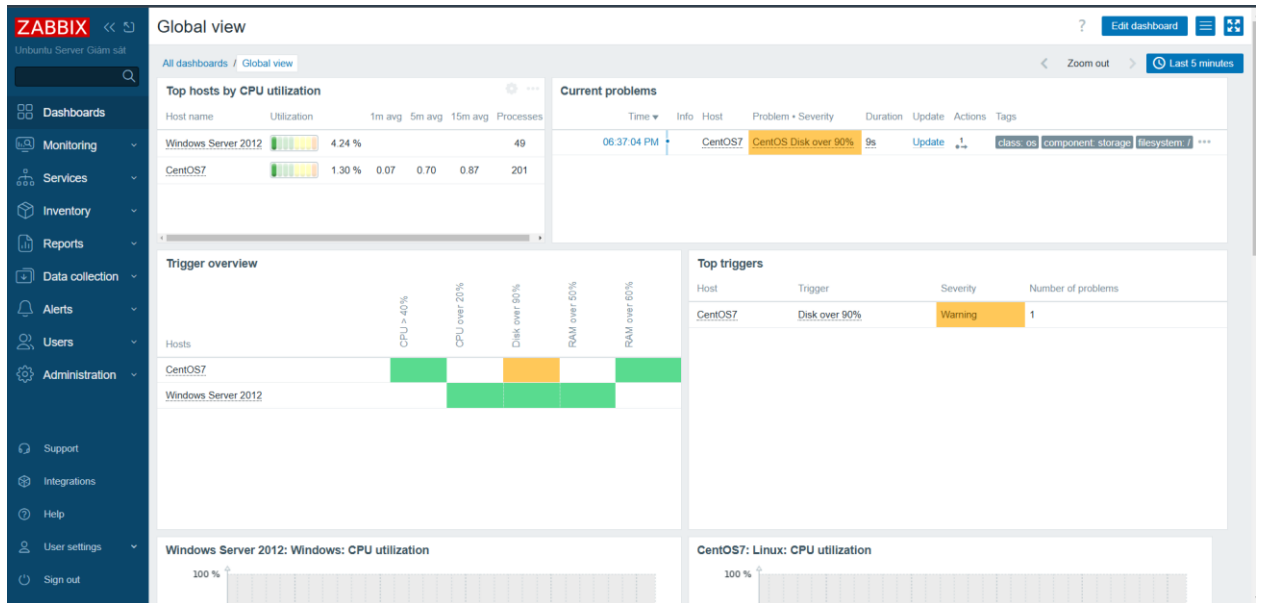 ZABBIX
Unbuntu Server Giám sát
Dashboards
Monitoring
Services
Inventory
Reports
Data collection
Alerts
Users
Administration
Support
Integrations
Help
User settings
Sign out
Global view
? Edit dashboard
All dashboards / Global view
Zoom out Last 5 minutes
Top hosts by CPU utilization
Host name Utilization 1m avg 5m avg 15m avg Processes
Windows Server 2012 4.24 % 49
CentOS7 1.30 % 0.07 0.70 0.87 201
Current problems
Time Info Host Problem • Severity Duration Update Actions Tags
06:37:04 PM CentOS7 CentOS Disk over 90% 9s Update 1 class: os component: storage filesystem: / •••
Trigger overview
Hosts CPU > 40% CPU over 20% Disk over 90% RAM over 50% RAM over 60%
CentOS7
Windows Server 2012
Top triggers
Host Trigger Severity Number of problems
CentOS7 Disk over 90% Warning 1
Windows Server 2012: Windows: CPU utilization
100 %
CentOS7: Linux: CPU utilization
100 %